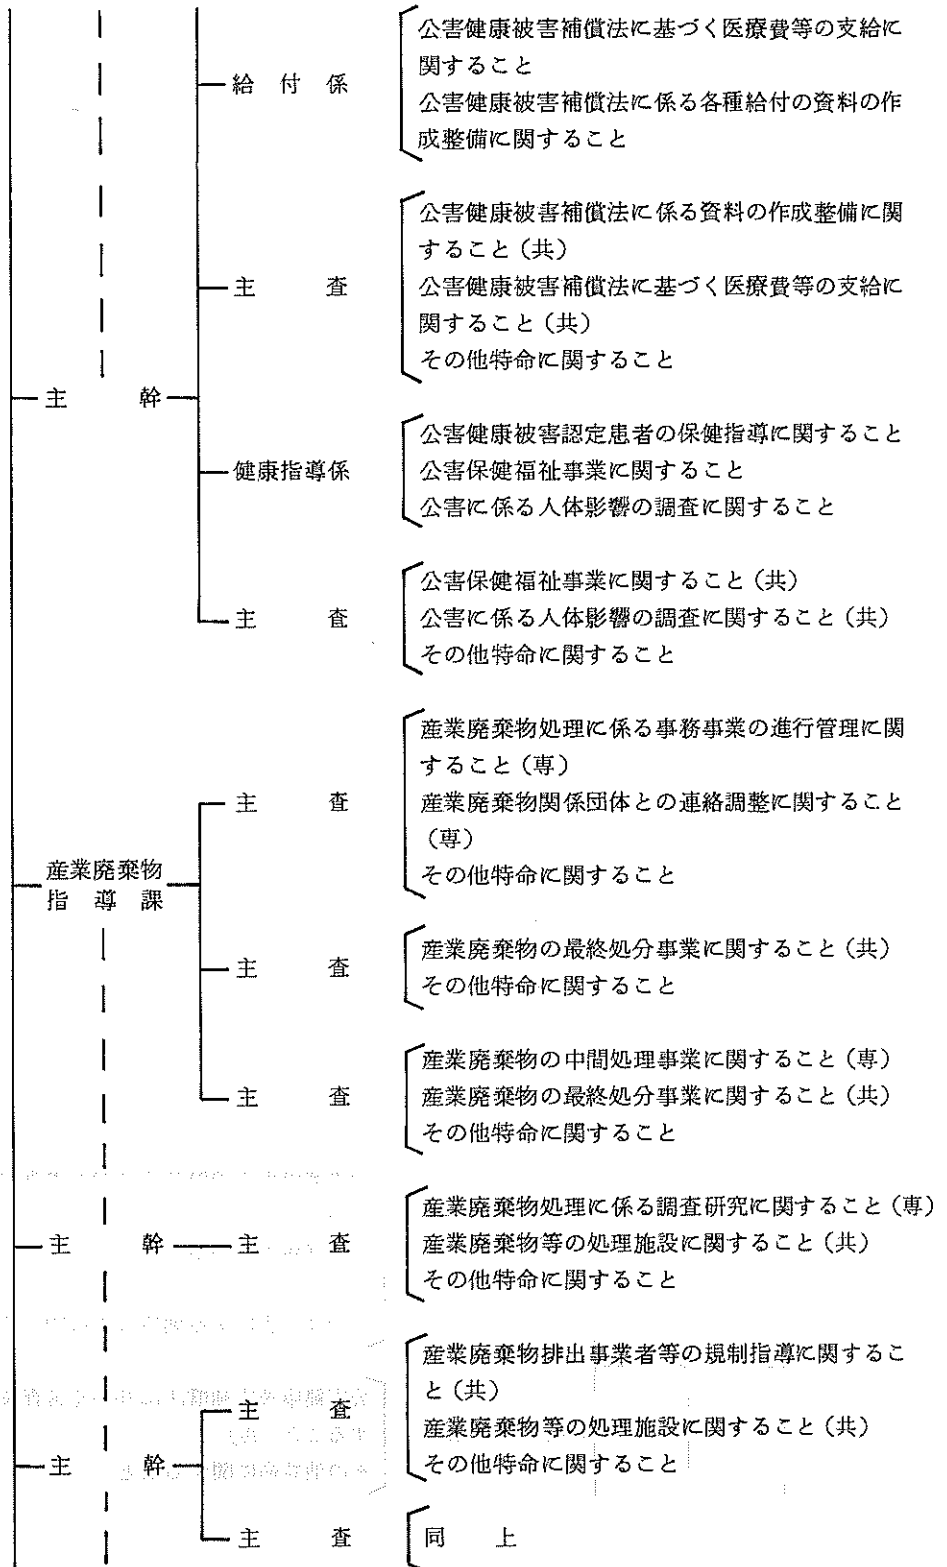 給付係
公害健康被害補償法に基づく医療費等の支給に
関すること
公害健康被害補償法に係る各種給付の資料の作
成整備に関すること
主査
公害健康被害補償法に係る資料の作成整備に関
すること（共）
公害健康被害補償法に基づく医療費等の支給に
関すること（共）
その他特命に関すること
主幹
健康指導係
公害健康被害認定患者の保健指導に関すること
公害保健福祉事業に関すること
公害に係る人体影響の調査に関すること
主査
公害保健福祉事業に関すること（共）
公害に係る人体影響の調査に関すること（共）
その他特命に関すること
産業廃棄物
指導課
主査
産業廃棄物処理に係る事務事業の進行管理に関
すること（専）
産業廃棄物関係団体との連絡調整に関すること
（専）
その他特命に関すること
主査
産業廃棄物の最終処分事業に関すること（共）
その他特命に関すること
主査
産業廃棄物の中間処理事業に関すること（専）
産業廃棄物の最終処分事業に関すること（共）
その他特命に関すること
主幹
主査
産業廃棄物処理に係る調査研究に関すること（専）
産業廃棄物等の処理施設に関すること（共）
その他特命に関すること
主幹
主査
産業廃棄物排出事業者等の規制指導に関するこ
と（共）
産業廃棄物等の処理施設に関すること（共）
その他特命に関すること
主査
同上